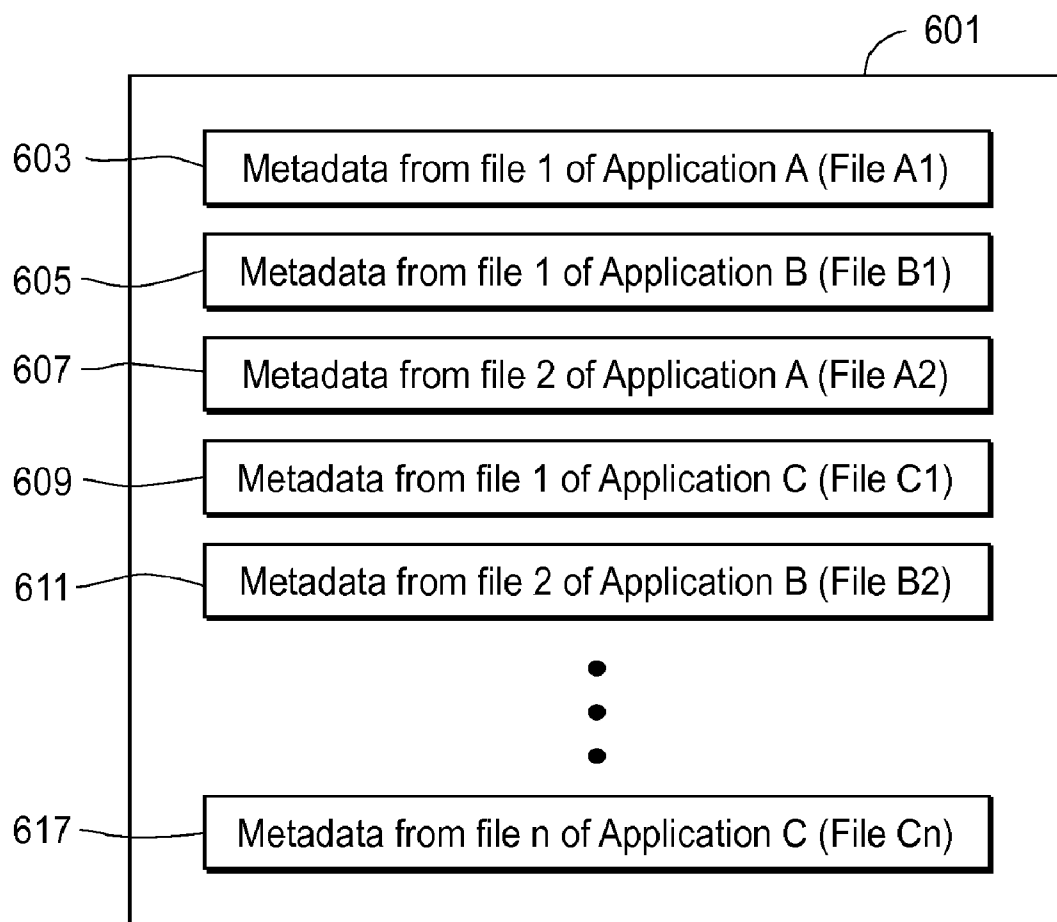 601
603 Metadata from file 1 of Application A (File A1)
605 Metadata from file 1 of Application B (File B1)
607 Metadata from file 2 of Application A (File A2)
609 Metadata from file 1 of Application C (File C1)
611 Metadata from file 2 of Application B (File B2)
617 Metadata from file n of Application C (File Cn)